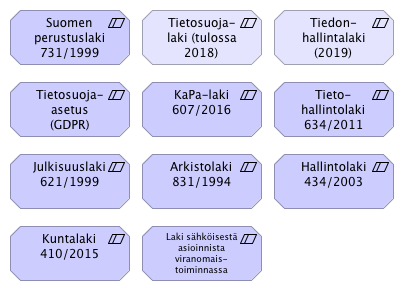 Suomen
perustuslaki
731/1999
Tietosuoja-
laki (tulossa
2018)
Tiedon-
hallintalaki
(2019)
Tietosuoja-
asetus
(GDPR)
KaPa-laki
607/2016
Tieto-
hallintolaki
634/2011
Julkisuuslaki
621/1999
Arkistolaki
831/1994
Hallintolaki
434/2003
Kuntalaki
410/2015
Laki sähköisestä
asioinnista
viranomais-
toiminnassa